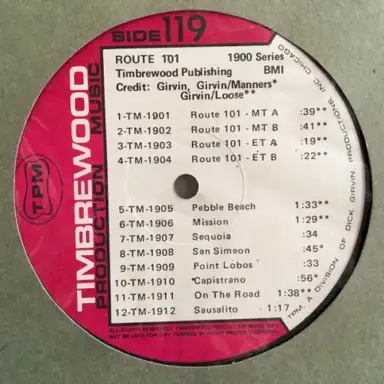 SIDE 119
ROUTE 101 1900 Series
Timbrewood Publishing BMI
Credit: Girvin, Girvin/Manners*
Girvin/Loose**
1-TM-1901 Route 101 - MT A :39**
2-TM-1902 Route 101 - MT B :41**
3-TM-1903 Route 101 - ET A :19**
4-TM-1904 Route 101 - ET B :22**
5-TM-1905 Pebble Beach 1:33**
6-TM-1906 Mission 1:29**
7-TM-1907 Sequoia :34
8-TM-1908 San Simeon :45*
9-TM-1909 Point Lobos :33
10-TM-1910 Capistrano :56*
11-TM-1911 On The Road 1:38**
12-TM-1912 Sausalito 1:17
TIMBREWOOD
PRODUCTION MUSIC
TPM
TPM, A DIVISION OF DICK GIRVIN PRODUCTIONS INC CHICAGO
ALL RIGHTS RESERVED